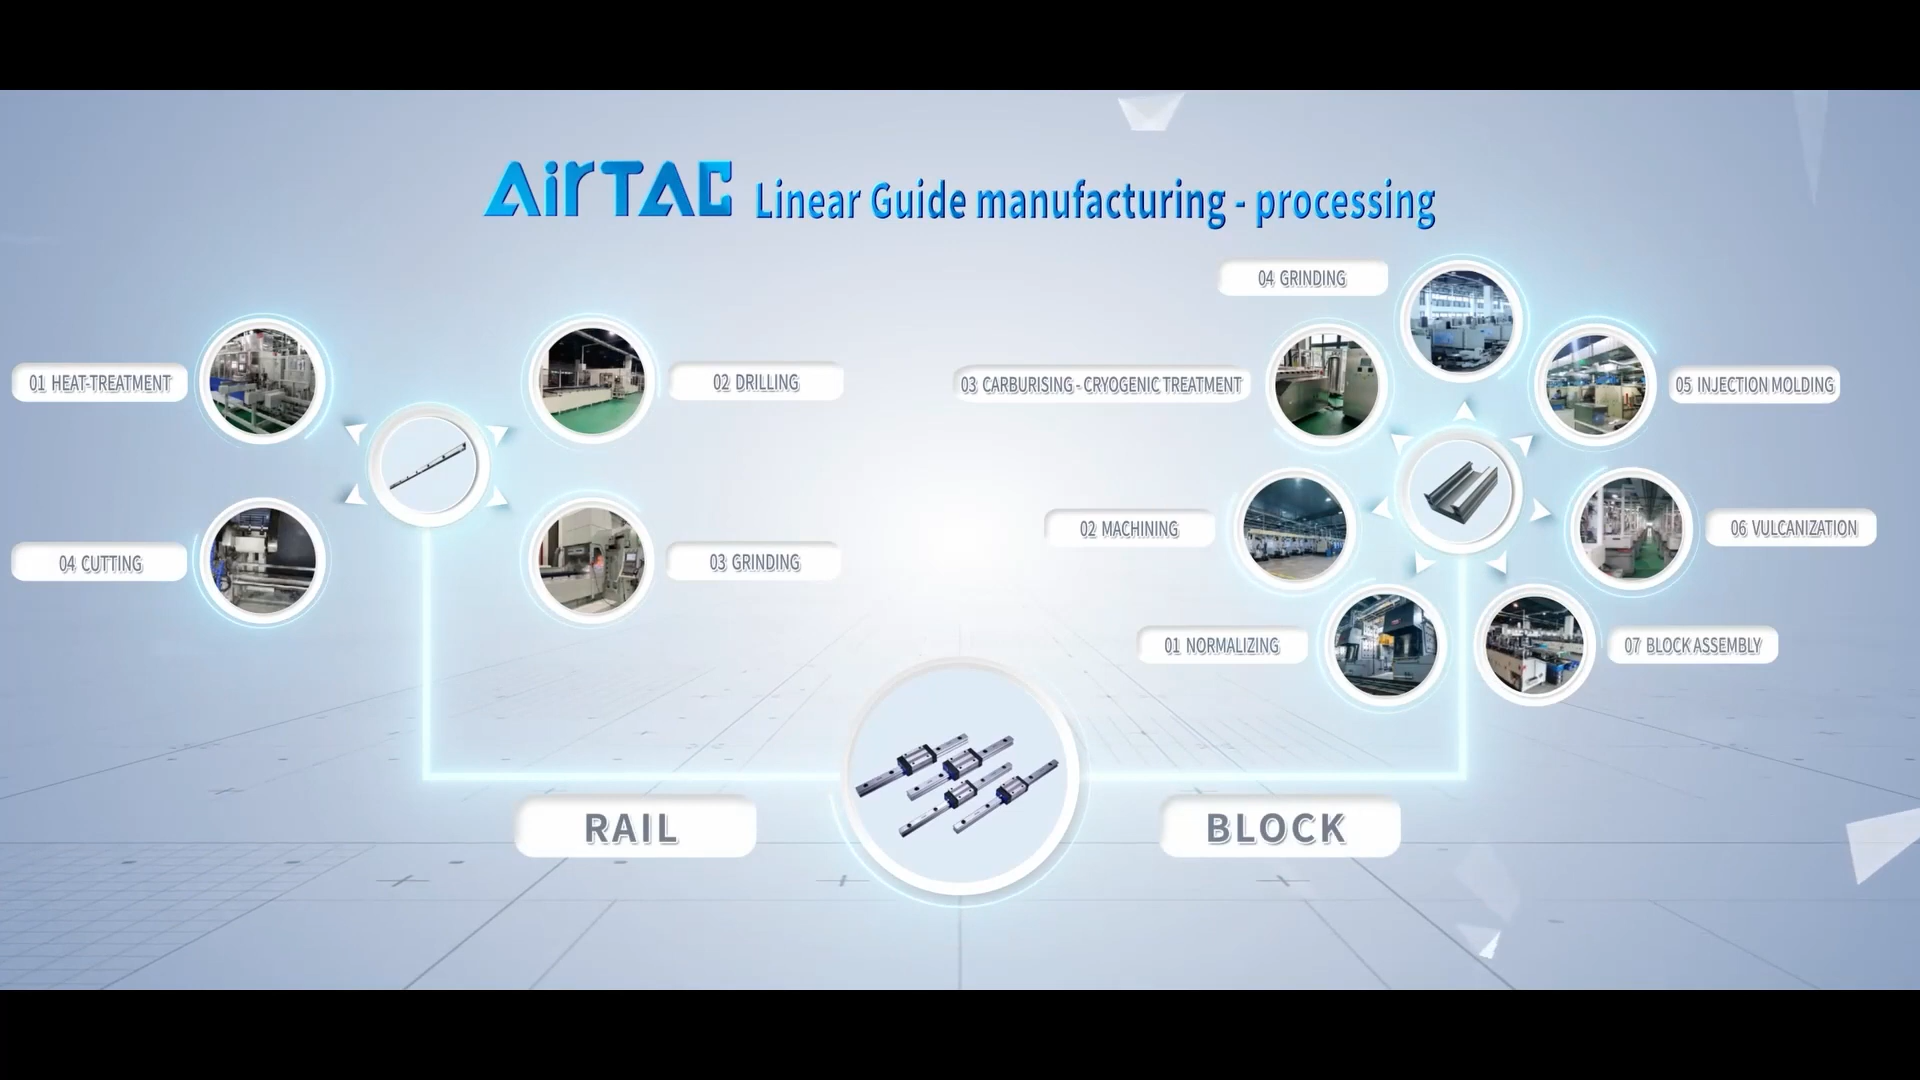 AirTAC Linear Guide manufacturing - processing
01 HEAT-TREATMENT
02 DRILLING
04 CUTTING
03 GRINDING
RAIL
04 GRINDING
03 CARBURISING - CRYOGENIC TREATMENT
05 INJECTION MOLDING
02 MACHINING
06 VULCANIZATION
01 NORMALIZING
07 BLOCK ASSEMBLY
BLOCK